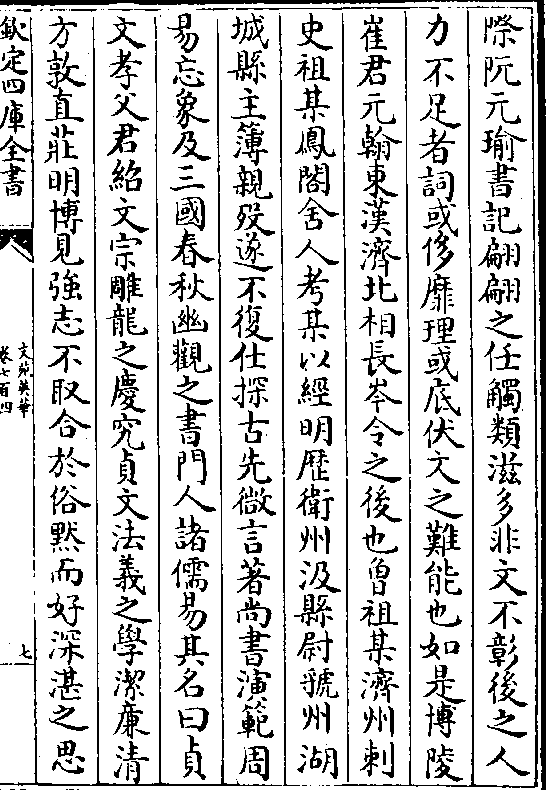 際阮元瑜書記翩翩之任觸類滋多非文不彰後之人
力不足者詞或侈靡理或底伏文之難能也如是博陵
崔君元翰東漢濟北相長岑令之後也曾祖某濟州刺
史祖某鳳閣舍人考某以經明歴衛州汲縣尉虢州湖
城縣主簿親歿遂不復仕探古先微言著尚書演範周
易忘象及三國春秋幽觀之書門人諸儒易其名曰貞
文孝父君紹文宗雕龍之慶究貞文法義之學潔廉清
方敦直莊明博見強志不取合於俗默而好深湛之思
欽定四庫全書
文苑英華
卷七百四
七